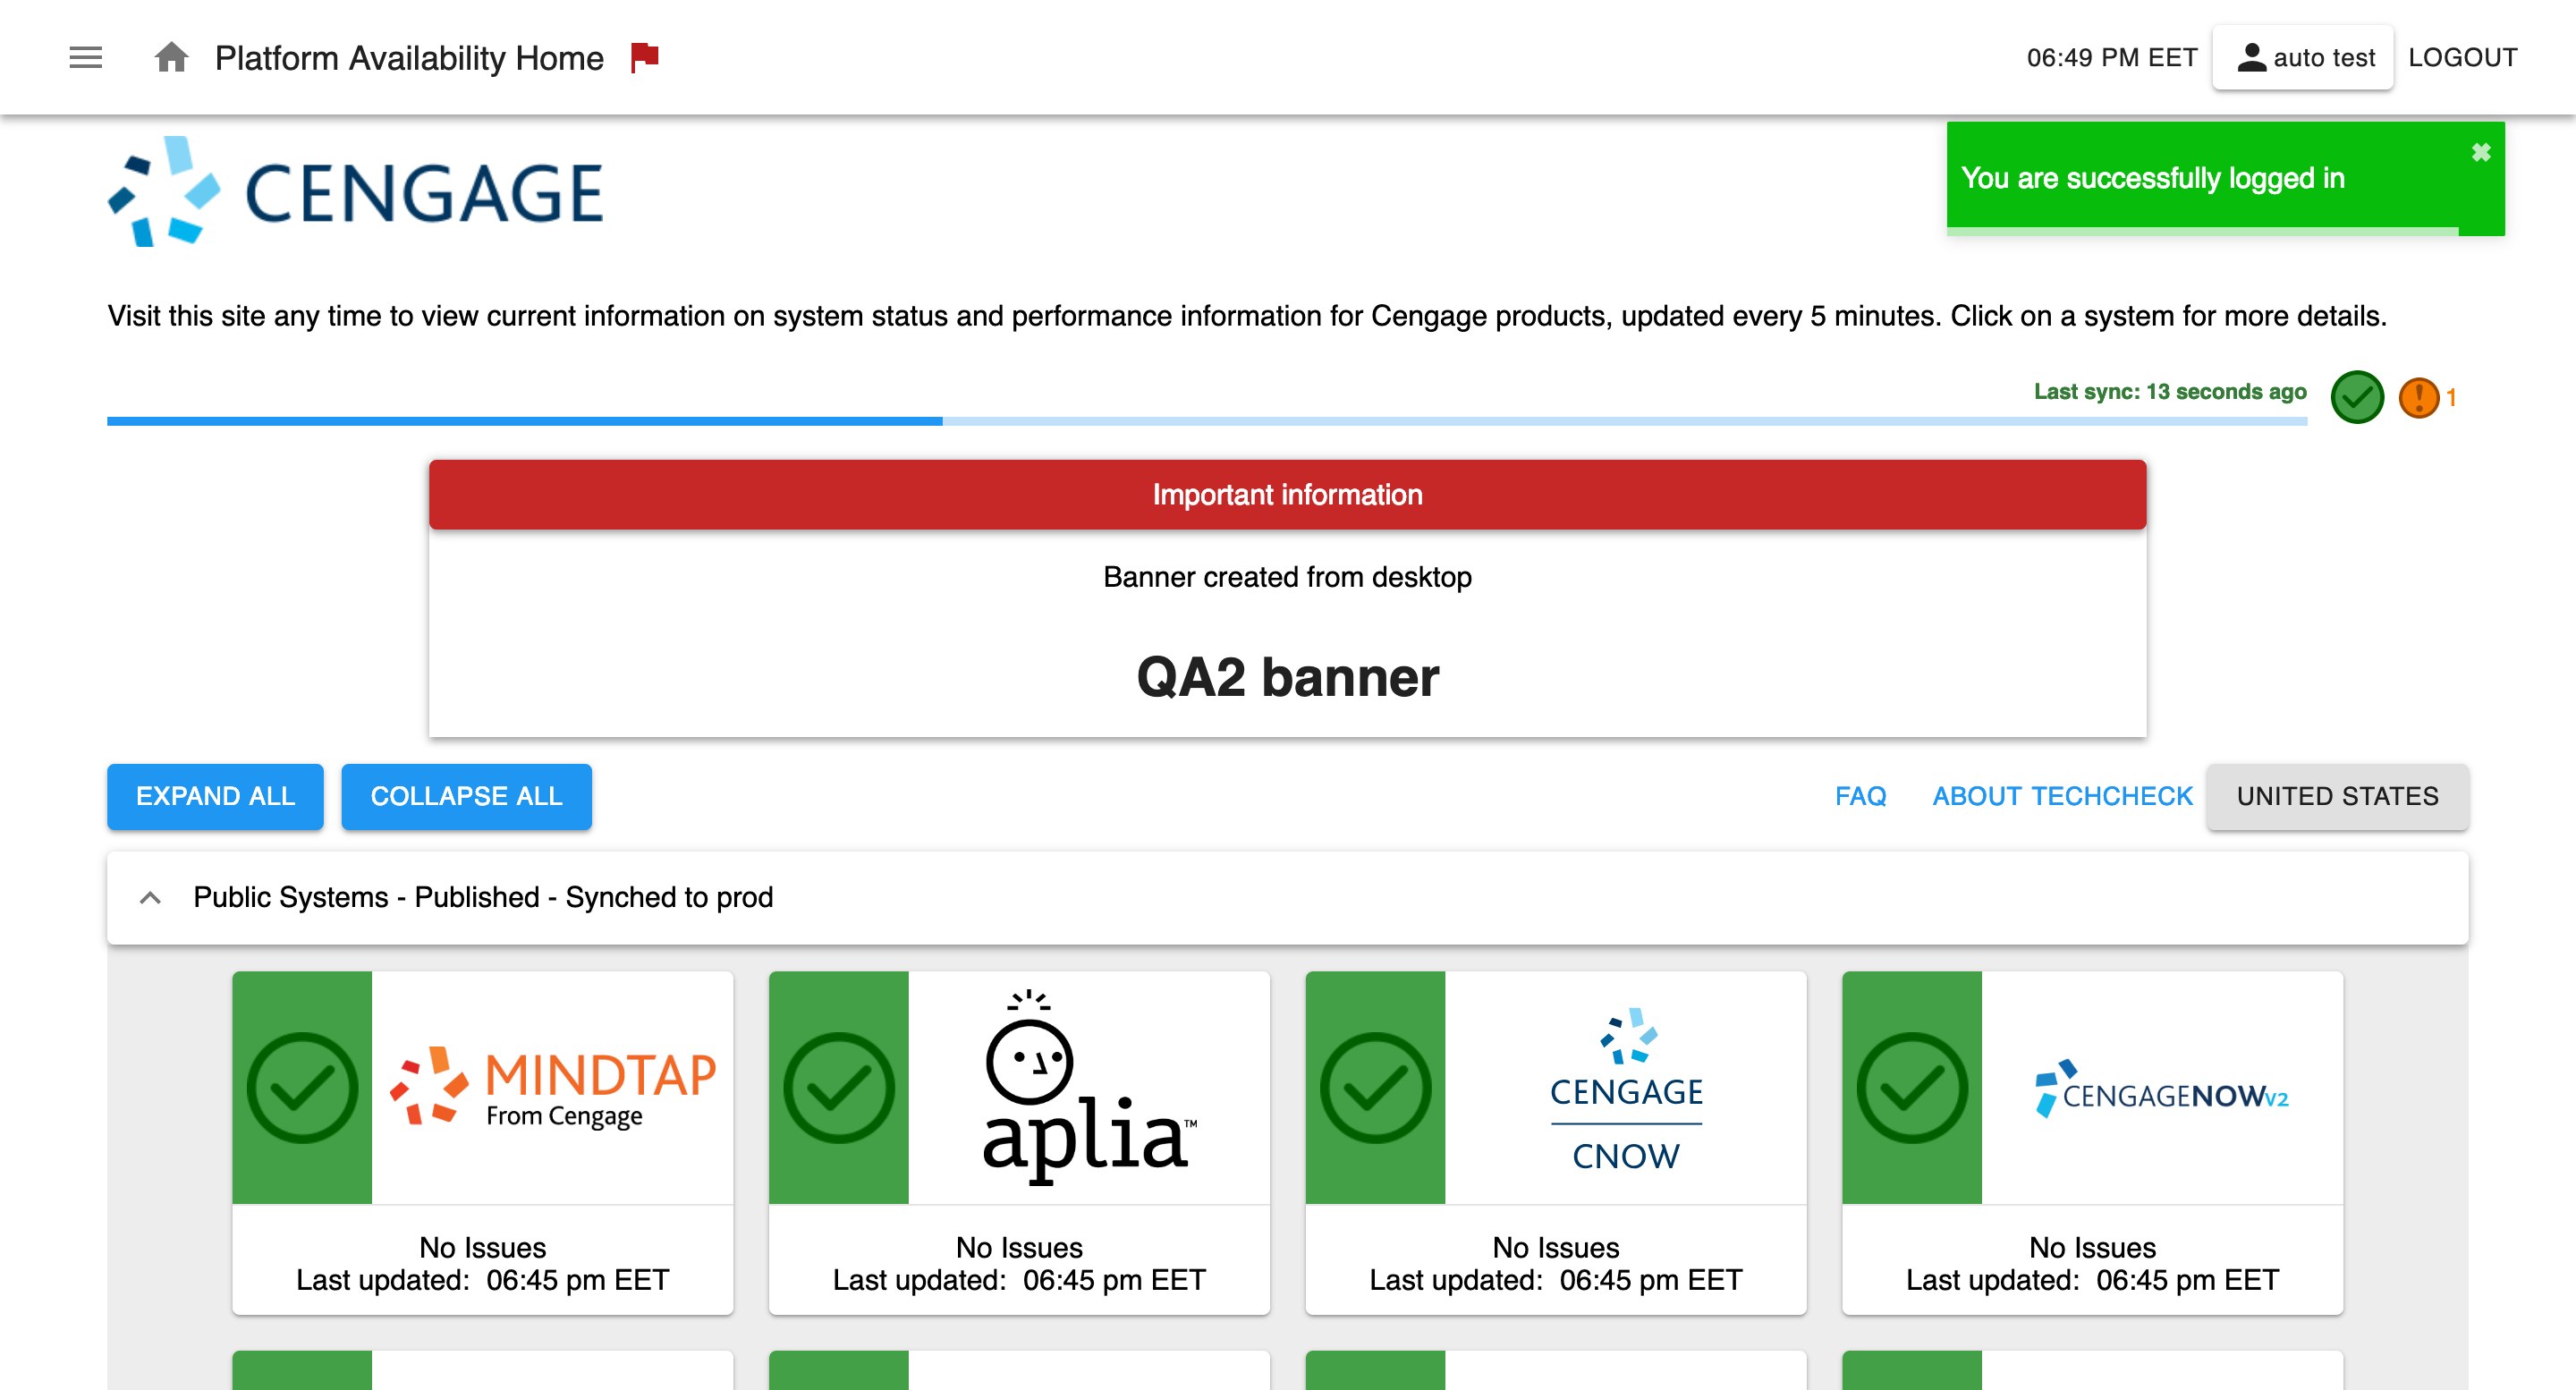 Platform Availability Home
06:49 PM EET
auto test
LOGOUT
CENGAGE
You are successfully logged in
Visit this site any time to view current information on system status and performance information for Cengage products, updated every 5 minutes. Click on a system for more details.
Last sync: 13 seconds ago
1
Important information
Banner created from desktop
QA2 banner
EXPAND ALL
COLLAPSE ALL
FAQ
ABOUT TECHCHECK
UNITED STATES
Public Systems - Published - Synched to prod
MINDTAP
From Cengage
No Issues
Last updated: 06:45 pm EET
aplia™
No Issues
Last updated: 06:45 pm EET
CENGAGE
CNOW
No Issues
Last updated: 06:45 pm EET
CENGAGENOWV2
No Issues
Last updated: 06:45 pm EET